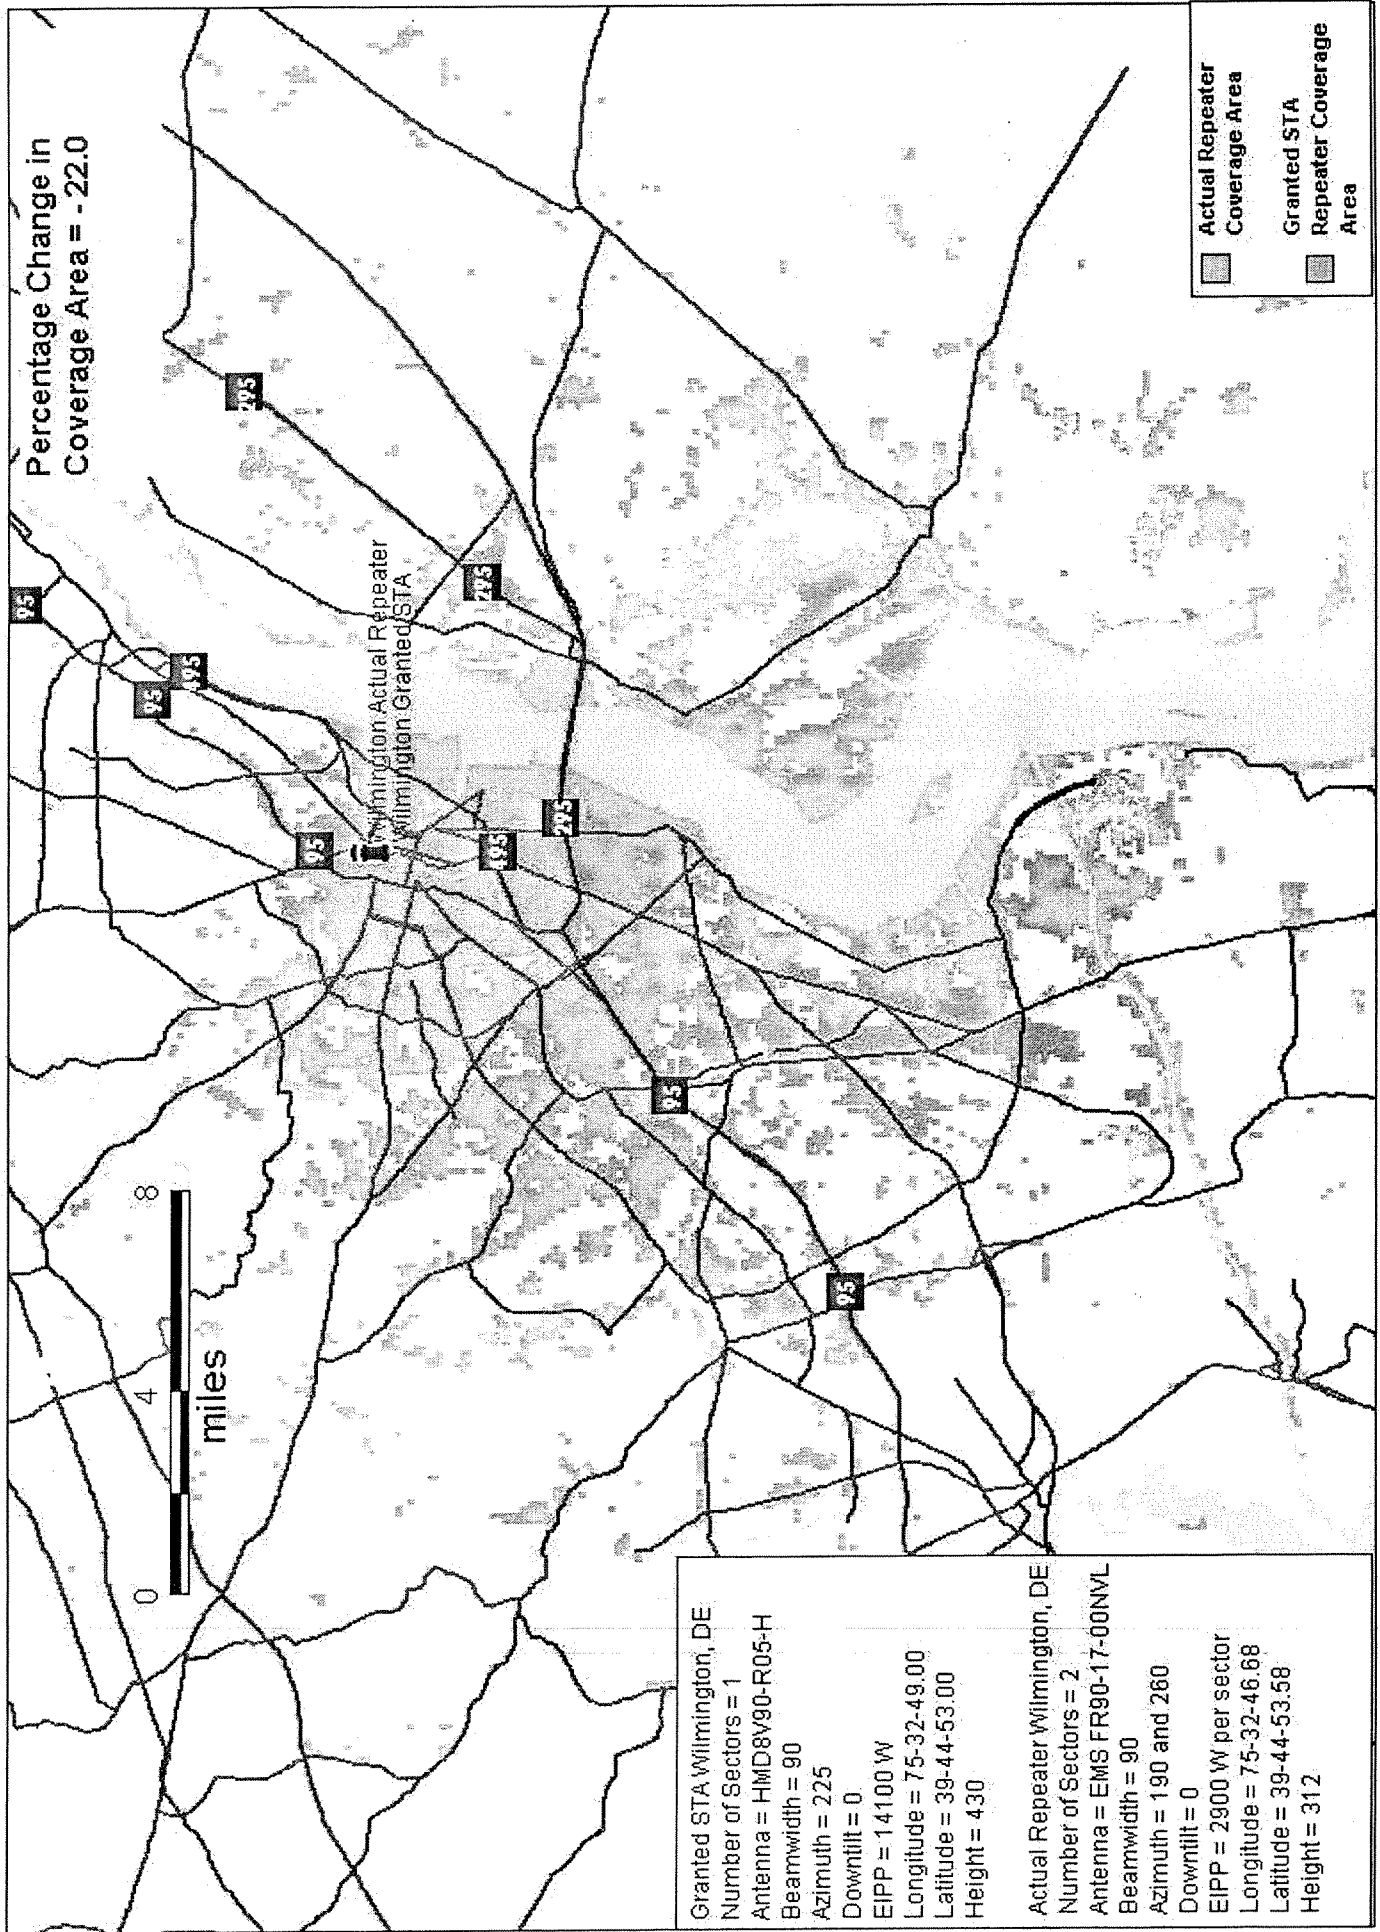 Percentage Change in
Coverage Area = -22.0
95
95
495
295
295
Wilmington Actual Repeater
Wilmington Granted STA
95
495
295
95
95
0 4 8
miles
Granted STA Wilmington, DE
Number of Sectors = 1
Antenna = HMD8V90-R05-H
Beamwidth = 90
Azimuth = 225
Downtilt = 0
EIPP = 14100 W
Longitude = 75-32-49.00
Latitude = 39-44-53.00
Height = 430
Actual Repeater Wilmington, DE
Number of Sectors = 2
Antenna = EMS FR90-17-00NVL
Beamwidth = 90
Azimuth = 190 and 260
Downtilt = 0
EIPP = 2900 W per sector
Longitude = 75-32-46.68
Latitude = 39-44-53.58
Height = 312
Actual Repeater
Coverage Area
Granted STA
Repeater Coverage
Area